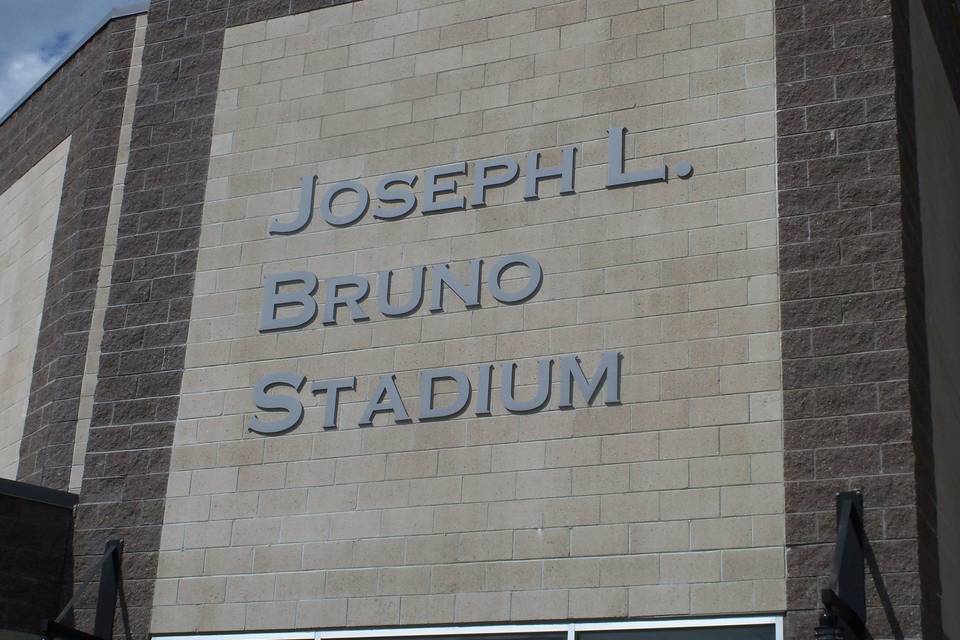 JOSEPH L.
BRUNO
STADIUM